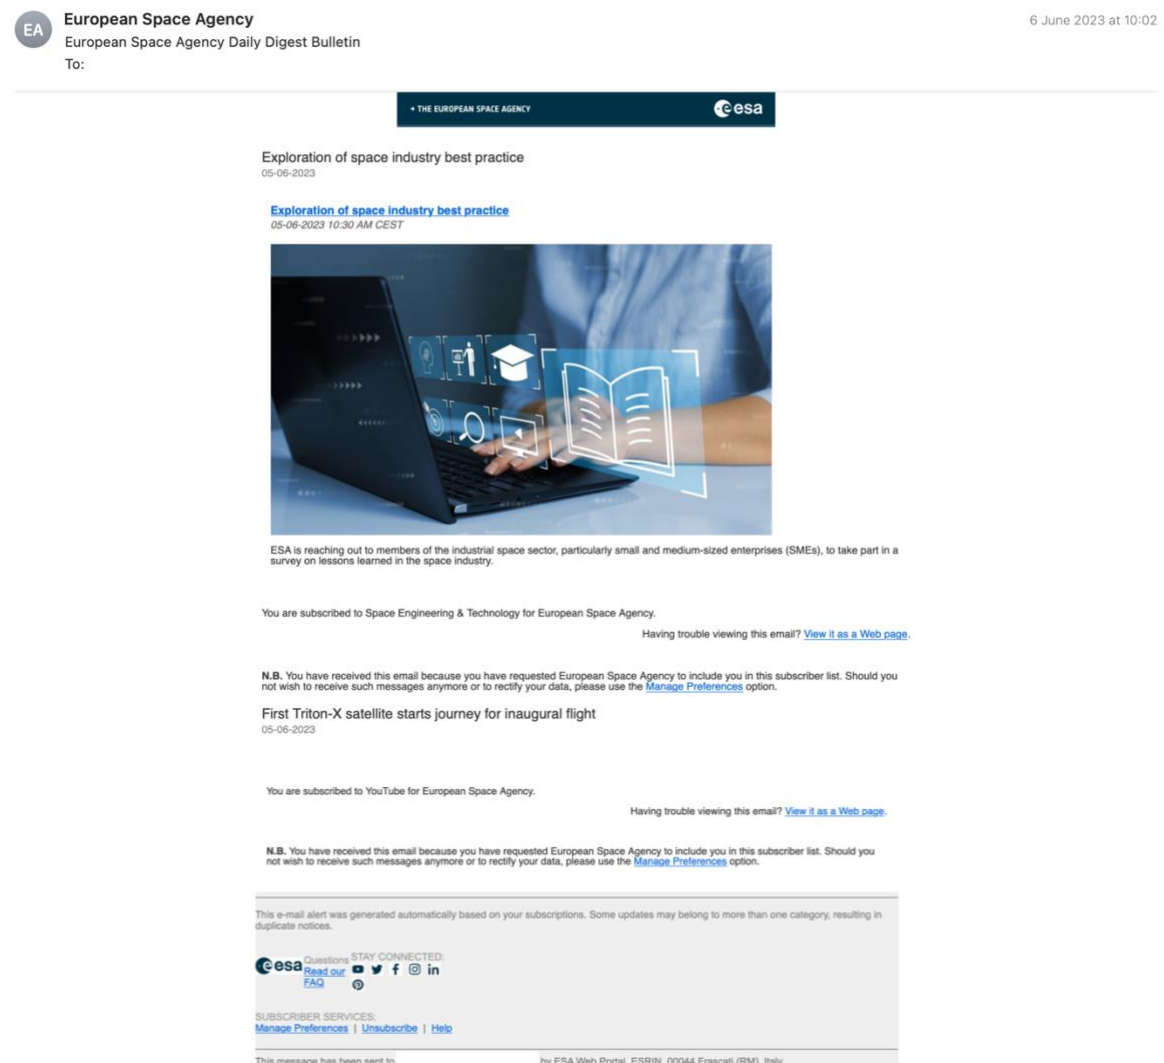 EA
European Space Agency
6 June 2023 at 10:02
European Space Agency Daily Digest Bulletin
To:
→ THE EUROPEAN SPACE AGENCY
esa
Exploration of space industry best practice
05-06-2023
Exploration of space industry best practice
05-06-2023 10:30 AM CEST
ESA is reaching out to members of the industrial space sector, particularly small and medium-sized enterprises (SMEs), to take part in a
survey on lessons learned in the space industry.
You are subscribed to Space Engineering & Technology for European Space Agency.
Having trouble viewing this email? View it as a Web page.
N.B. You have received this email because you have requested European Space Agency to include you in this subscriber list. Should you
not wish to receive such messages anymore or to rectify your data, please use the Manage Preferences option.
First Triton-X satellite starts journey for inaugural flight
05-06-2023
You are subscribed to YouTube for European Space Agency.
Having trouble viewing this email? View it as a Web page.
N.B. You have received this email because you have requested European Space Agency to include you in this subscriber list. Should you
not wish to receive such messages anymore or to rectify your data, please use the Manage Preferences option.
This e-mail alert was generated automatically based on your subscriptions. Some updates may belong to more than one category, resulting in
duplicate notices.
esa
Questions
Read our
FAQ
STAY CONNECTED:
SUBSCRIBER SERVICES:
Manage Preferences | Unsubscribe | Help
This message has been sent to by ESA Web Portal, ESRIN, 00044 Frascati (RM), Italy